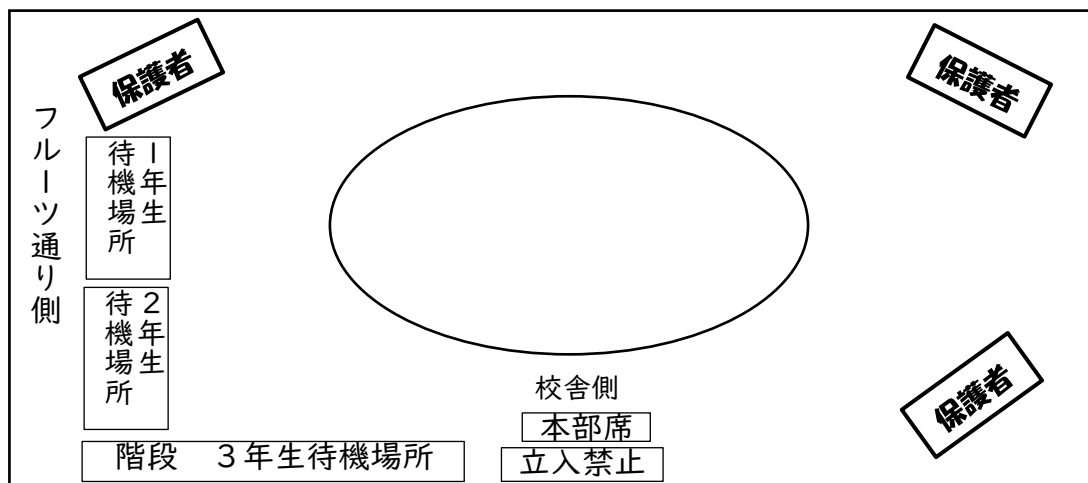 保護者
保護者
フルーツ通り側
1年生
待機場所
2年生
待機場所
校舎側
保護者
本部席
階段　3年生待機場所
立入禁止